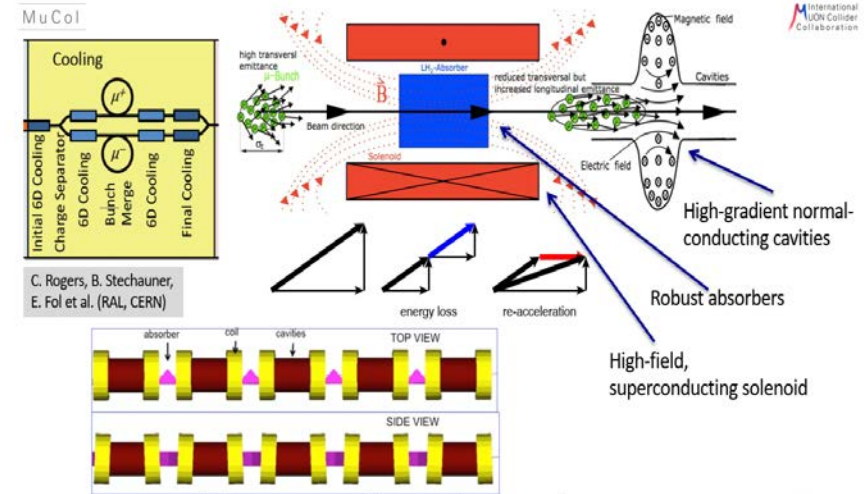 MuCol
International
UON Collider
Collaboration
Cooling
μ+
μ-
Initial 6D Cooling
Charge Separator
6D Cooling
Bunch
Merge
6D Cooling
Final Cooling
C. Rogers, B. Stechauner,
E. Fol et al. (RAL, CERN)
high transversl
emittance
μ-Bunch
Beam direction
σt
B
LH2-Absorber
Solenoid
reduced transversal but
increased longitudinal emittance
Magnetic field
Cavities
Electric field
High-gradient normal-
conducting cavities
Robust absorbers
High-field,
superconducting solenoid
energy loss
re-acceleration
absorber
coil
cavities
TOP VIEW
SIDE VIEW